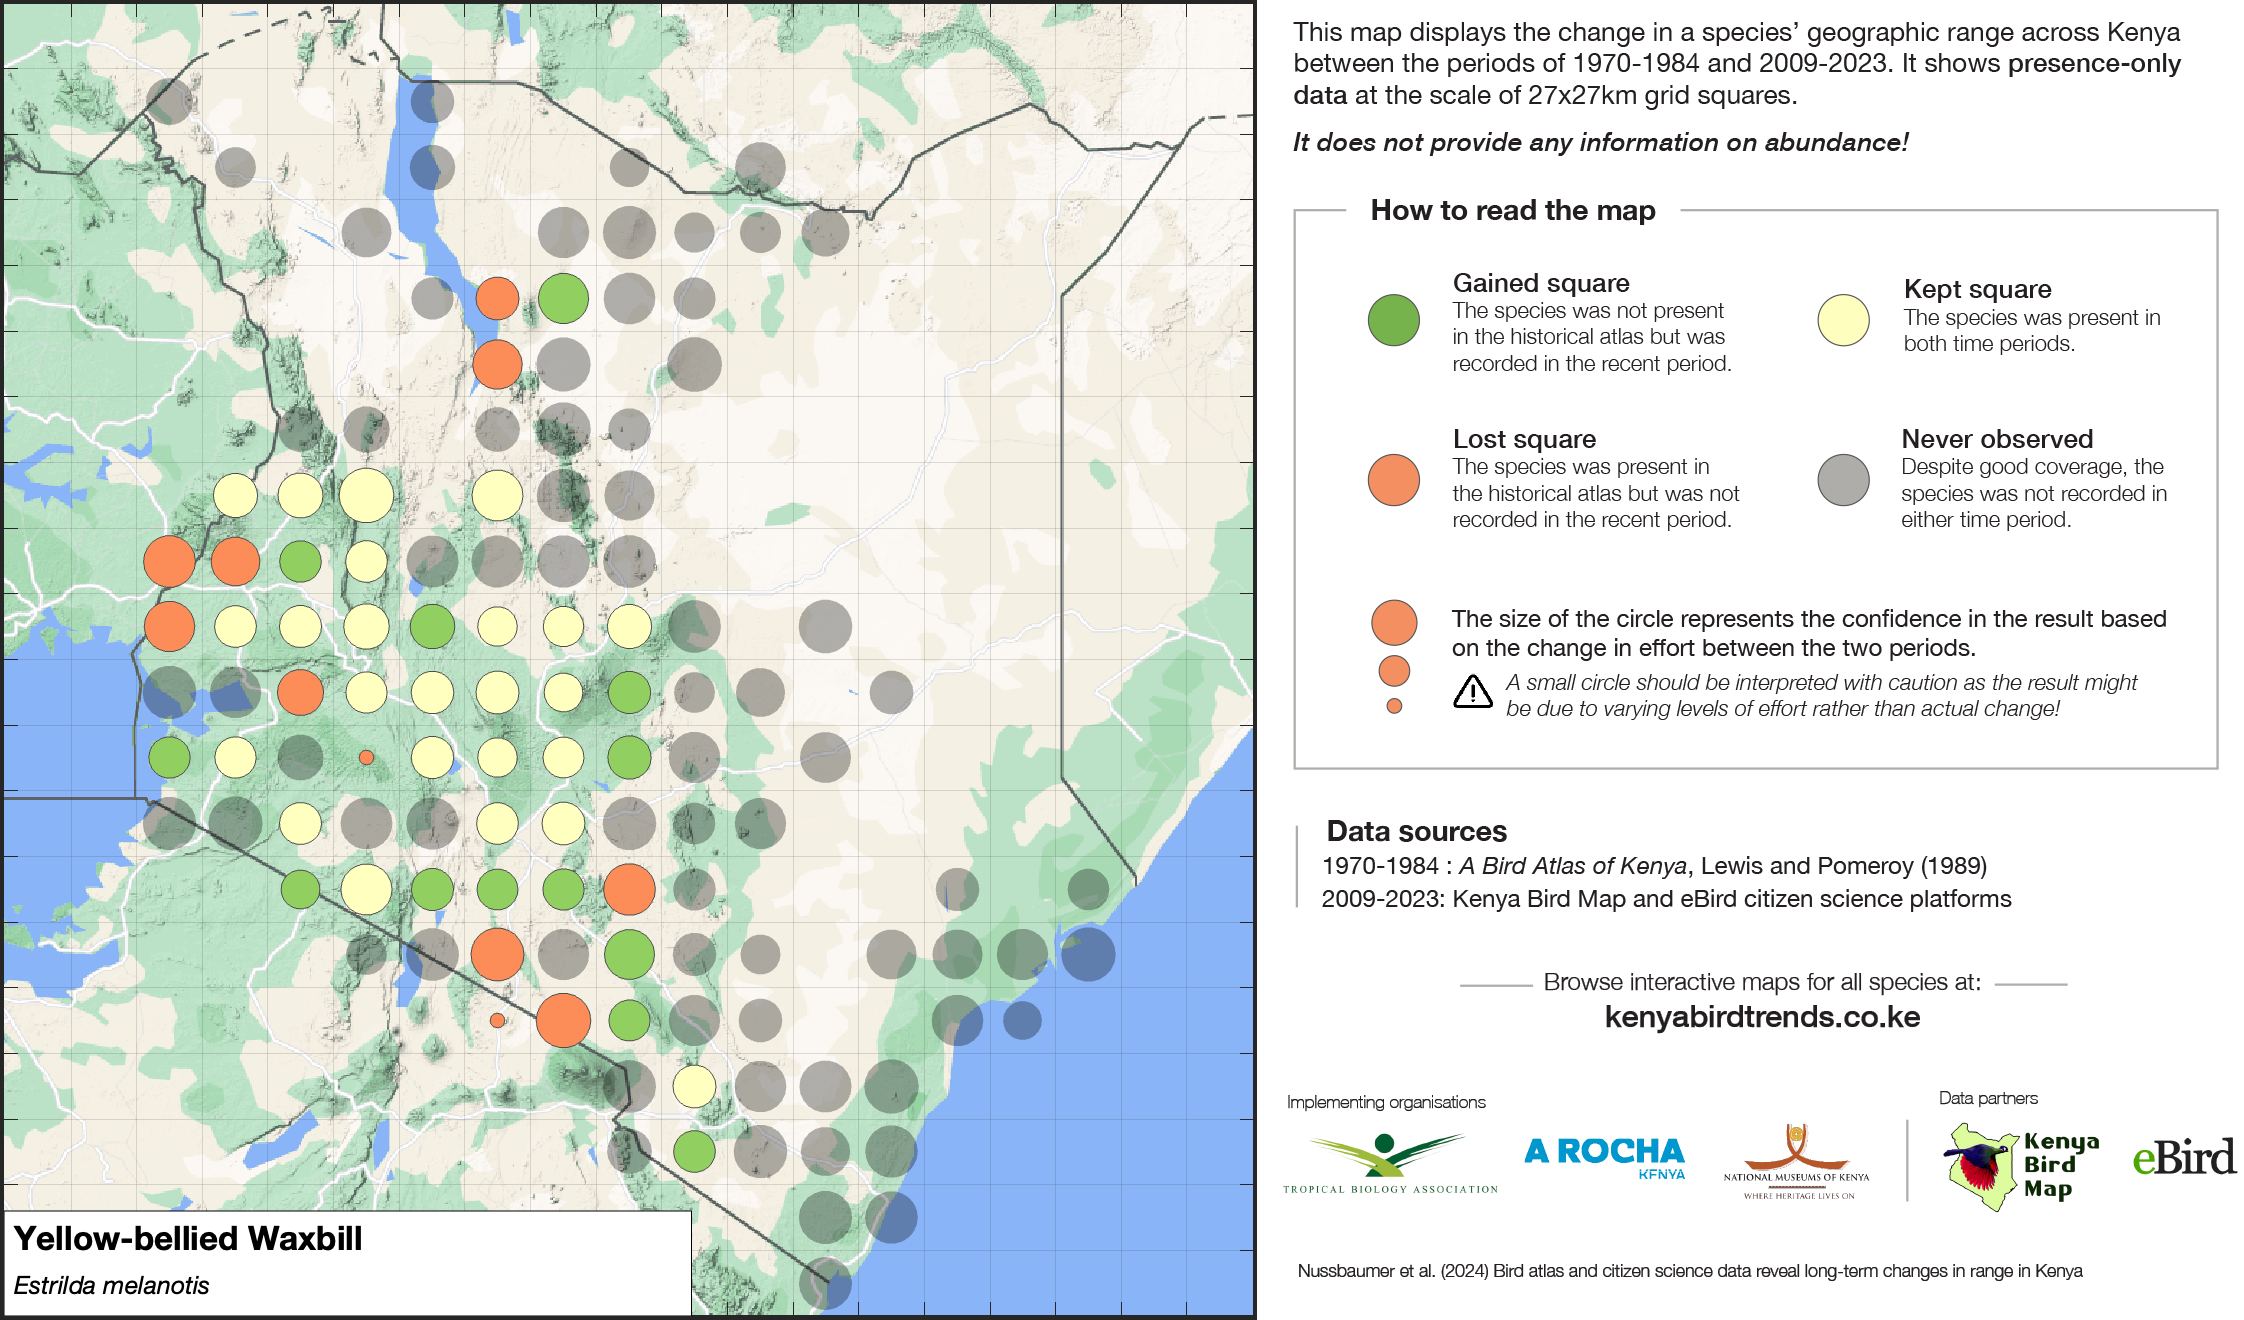 This map displays the change in a species’ geographic range across Kenya
between the periods of 1970-1984 and 2009-2023. It shows presence-only
data at the scale of 27x27km grid squares.
It does not provide any information on abundance!
How to read the map
Gained square
The species was not present
in the historical atlas but was
recorded in the recent period.
Kept square
The species was present in
both time periods.
Lost square
The species was present in
the historical atlas but was not
recorded in the recent period.
Never observed
Despite good coverage, the
species was not recorded in
either time period.
The size of the circle represents the confidence in the result based
on the change in effort between the two periods.
A small circle should be interpreted with caution as the result might
be due to varying levels of effort rather than actual change!
Data sources
1970-1984 : A Bird Atlas of Kenya, Lewis and Pomeroy (1989)
2009-2023: Kenya Bird Map and eBird citizen science platforms
Browse interactive maps for all species at:
kenyabirdtrends.co.ke
Implementing organisations
Data partners
TROPICAL BIOLOGY ASSOCIATION
A ROCHA
KENYA
NATIONAL MUSEUMS OF KENYA
WHERE HERITAGE LIVES ON
Kenya
Bird
Map
eBird
Yellow-bellied Waxbill
Estrilda melanotis
Nussbaumer et al. (2024) Bird atlas and citizen science data reveal long-term changes in range in Kenya